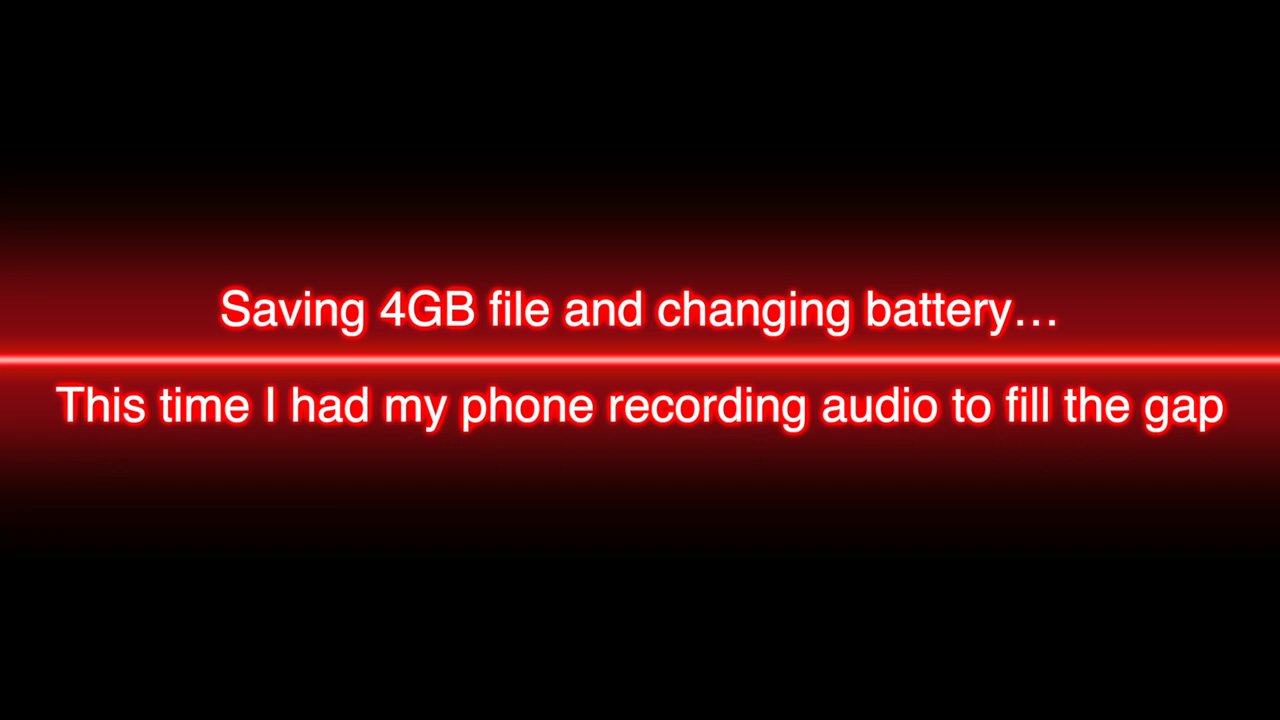 Saving 4GB file and changing battery…
This time I had my phone recording audio to fill the gap